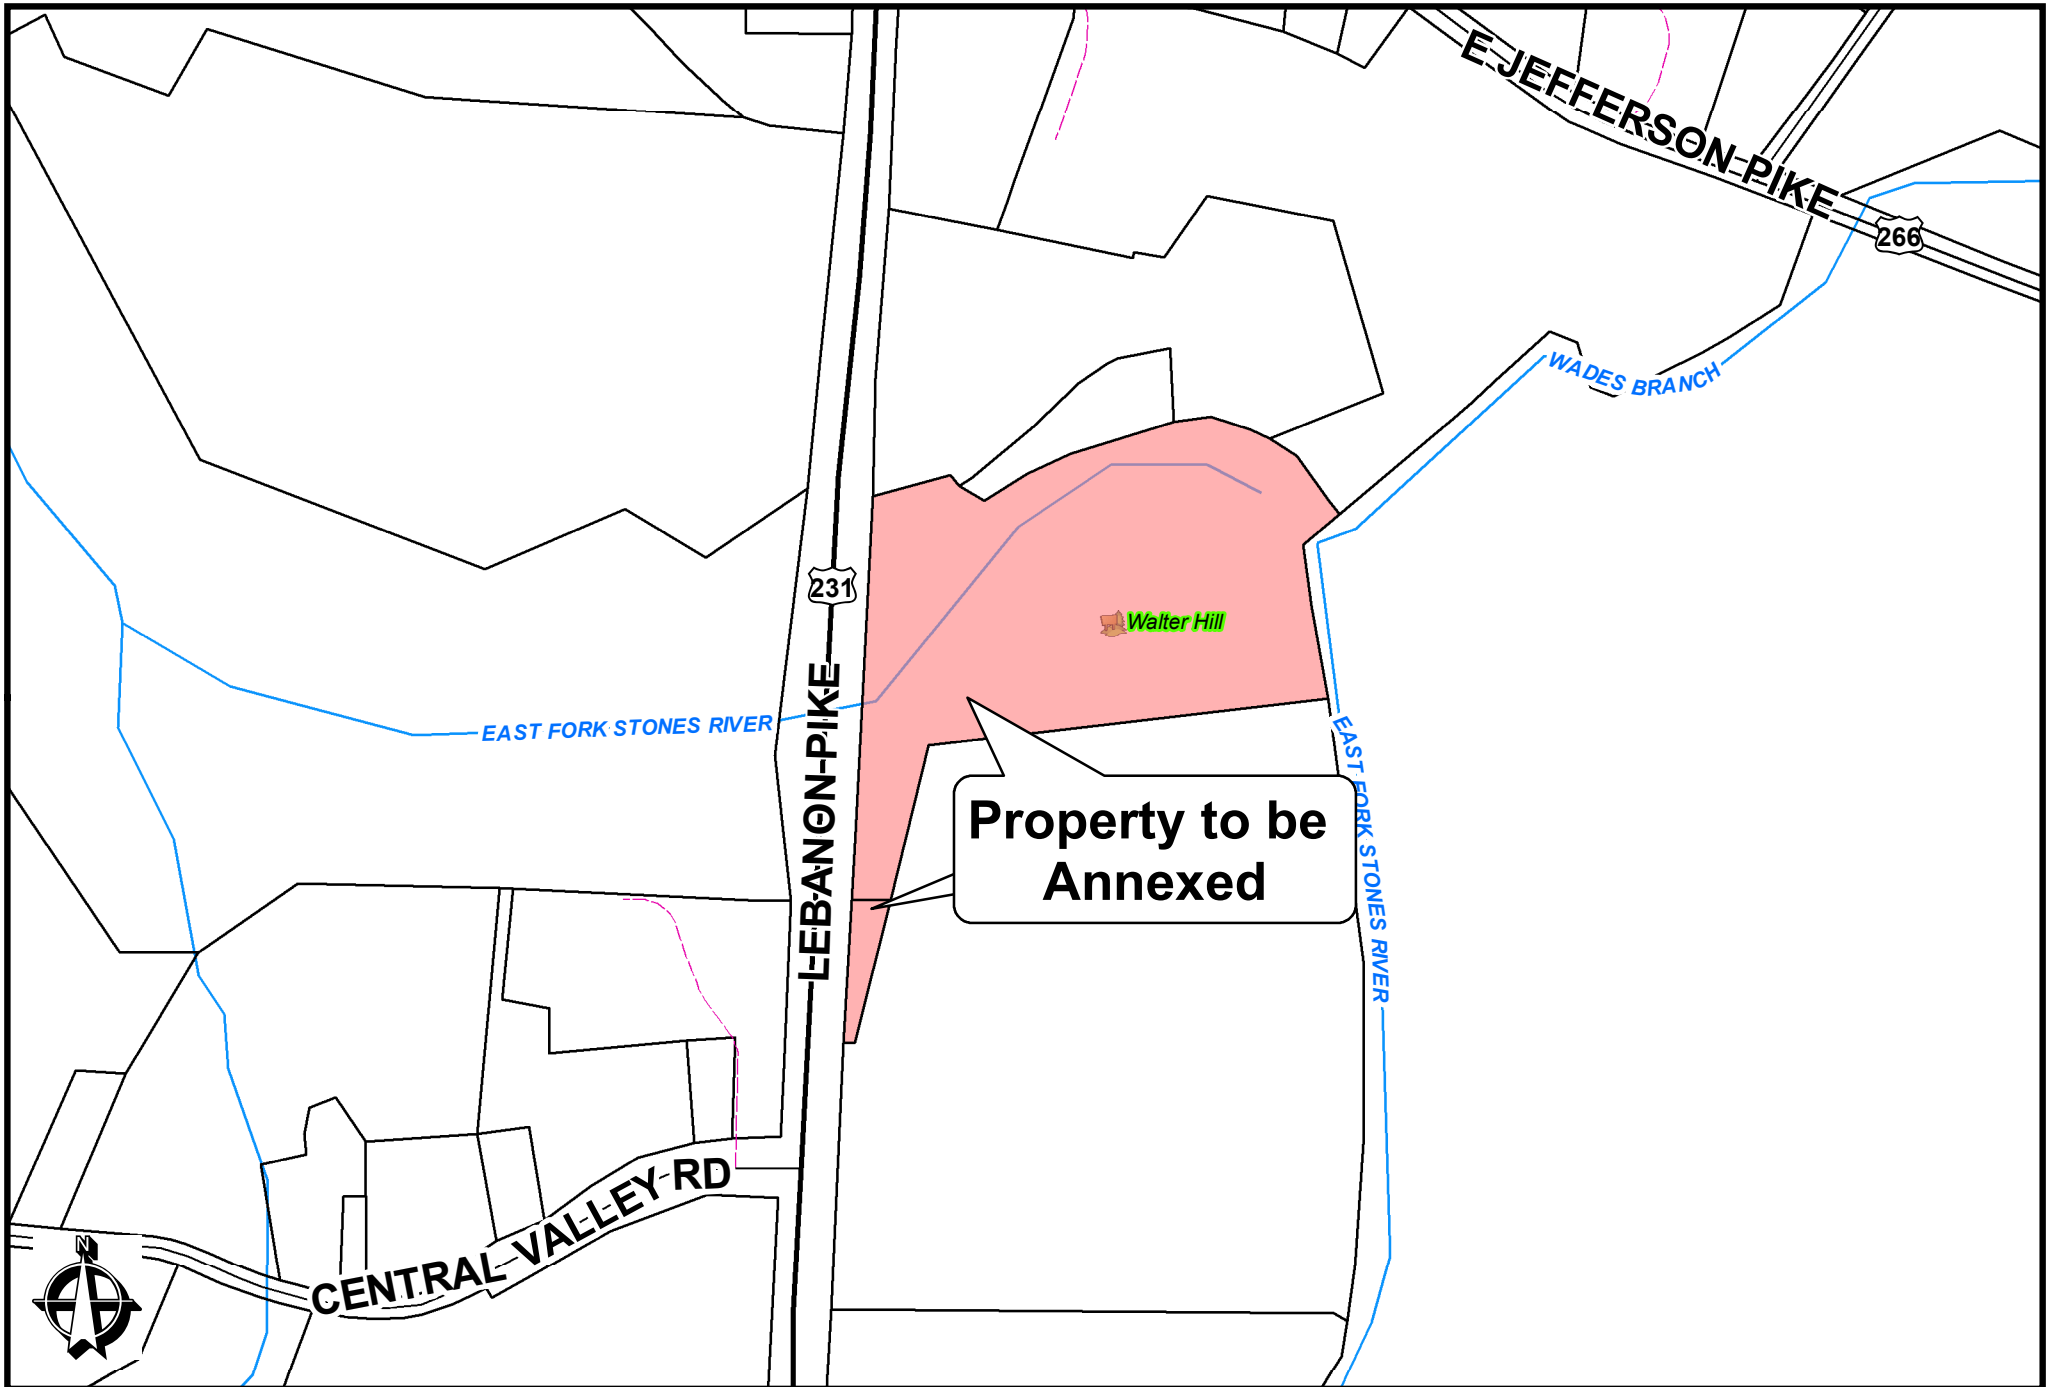 E JEFFERSON PIKE
266
WADES BRANCH
231
Walter Hill
LEBANON PIKE
EAST FORK STONES RIVER
EAST FORK STONES RIVER
Property to be
Annexed
CENTRAL VALLEY RD
N